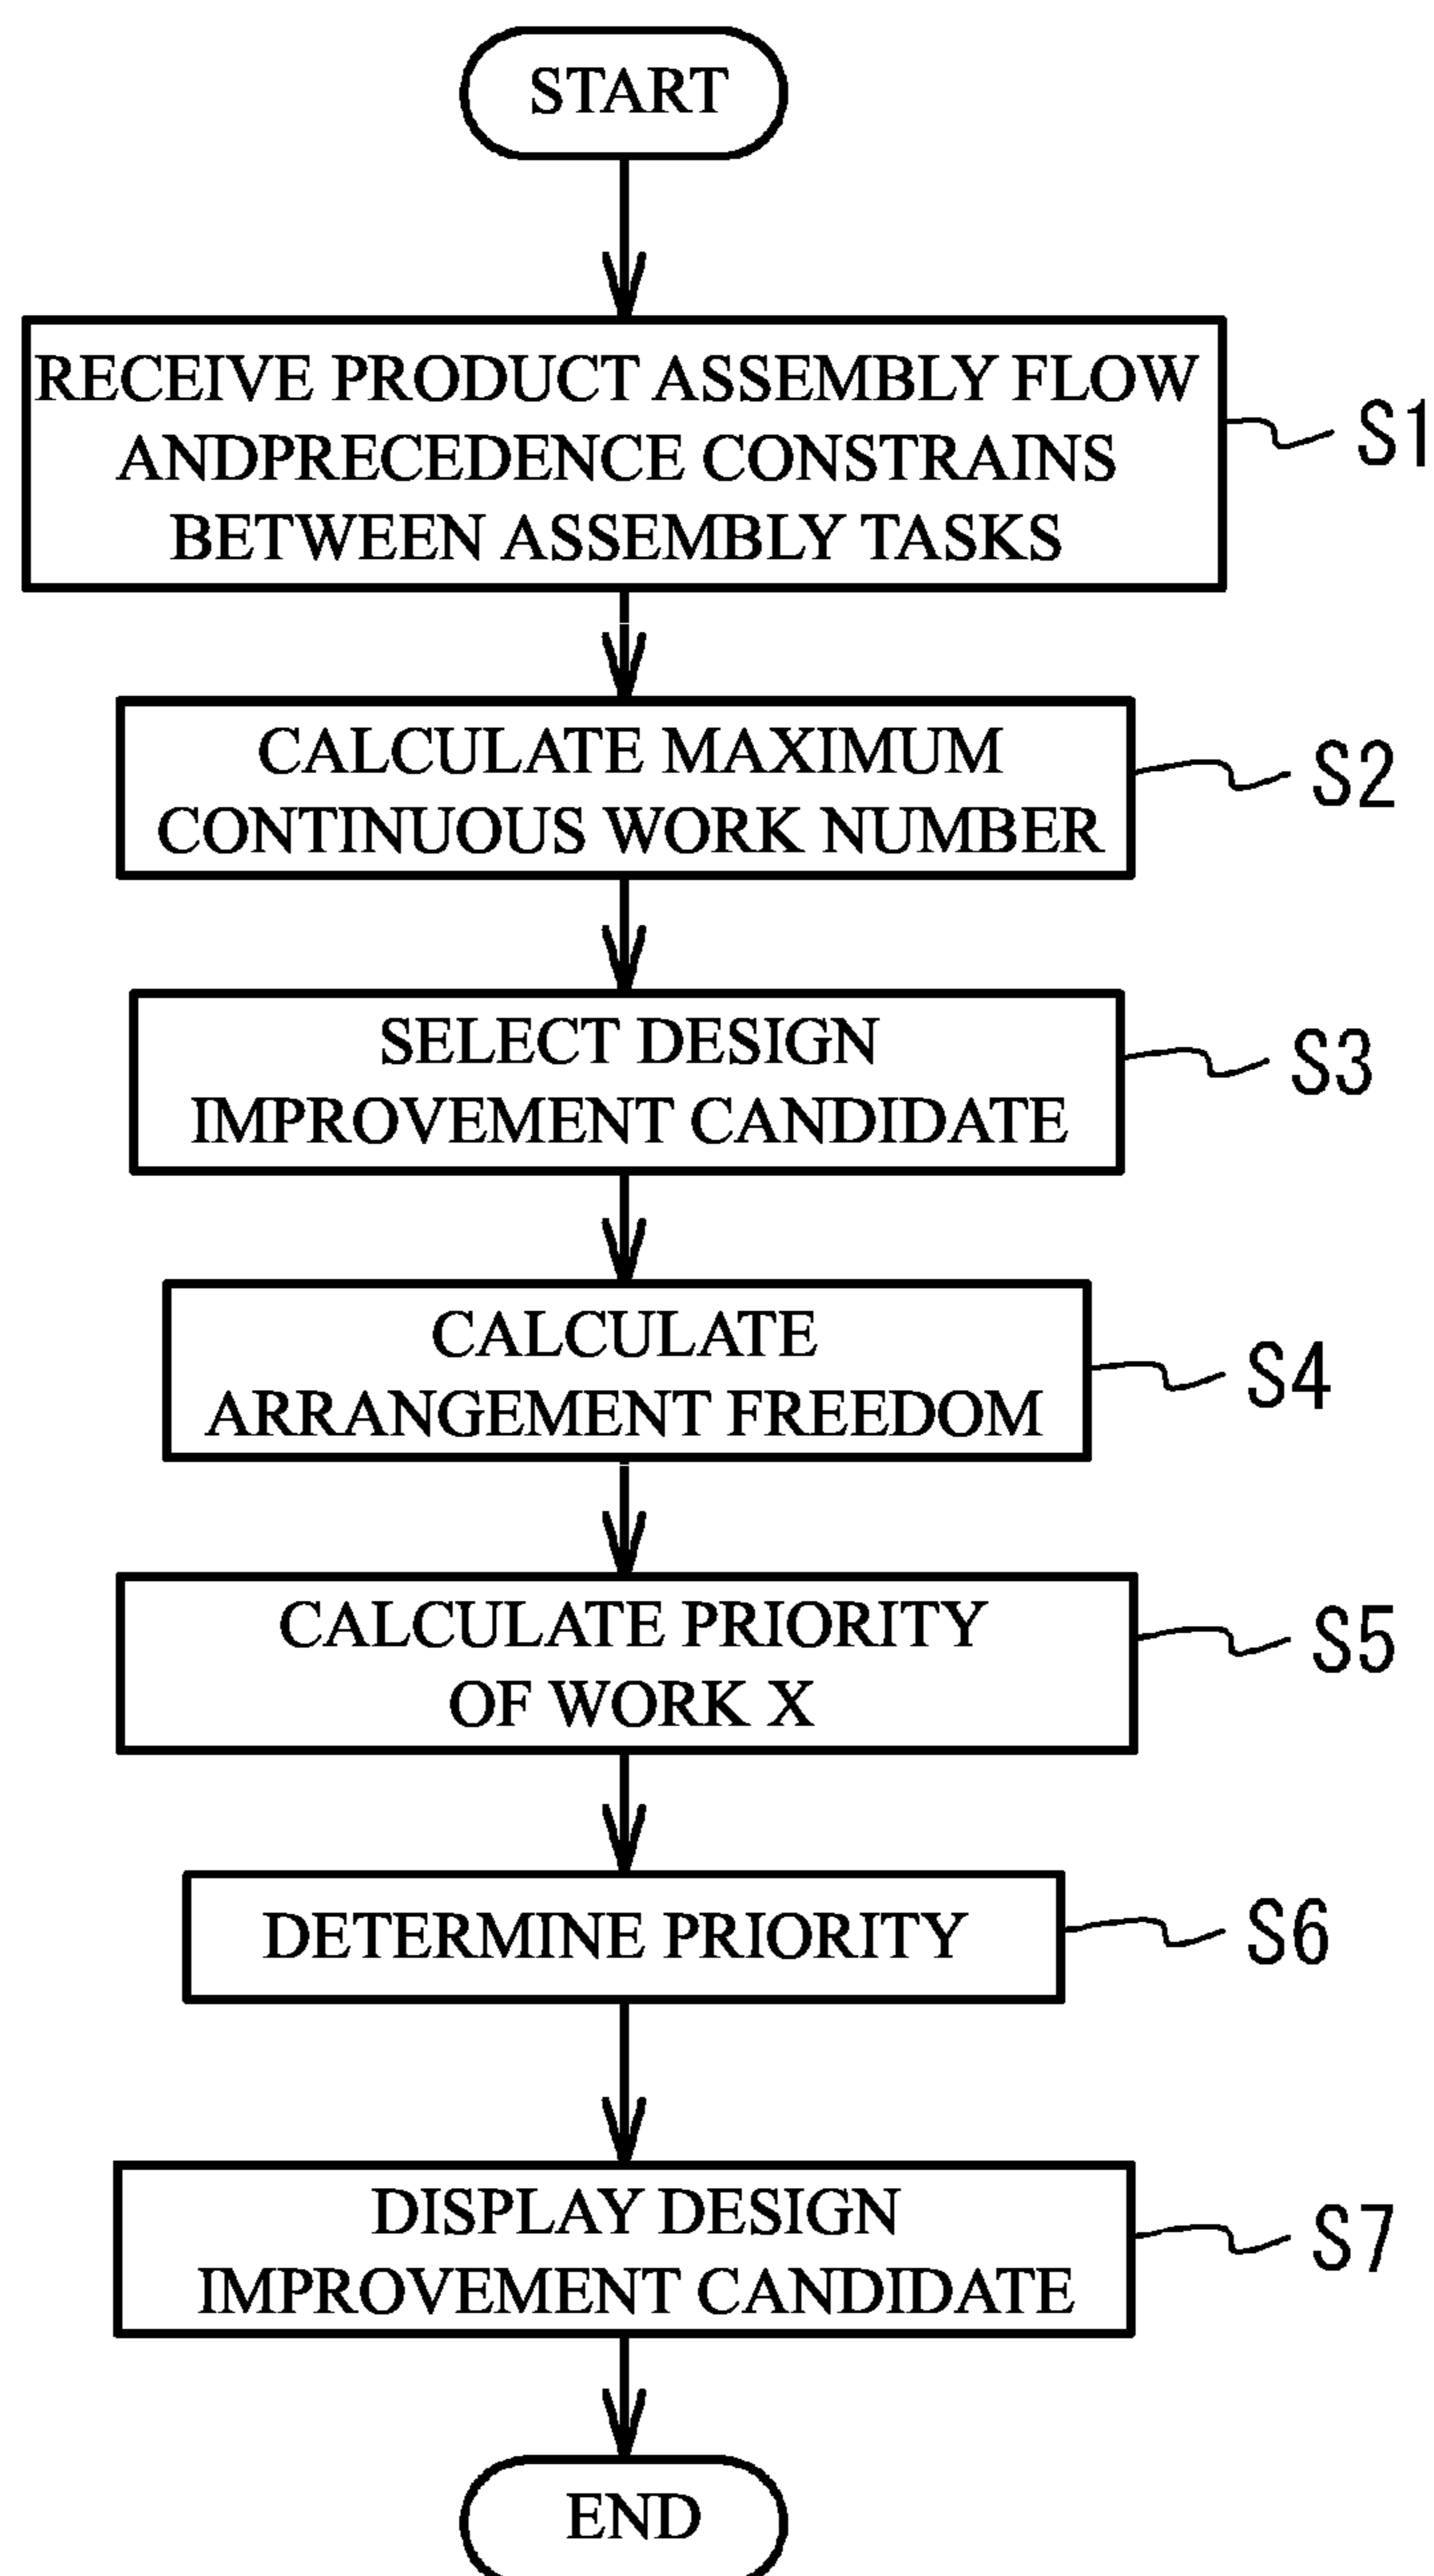 START
RECEIVE PRODUCT ASSEMBLY FLOW
ANDPRECEDENCE CONSTRAINS
BETWEEN ASSEMBLY TASKS
S1
CALCULATE MAXIMUM
CONTINUOUS WORK NUMBER
S2
SELECT DESIGN
IMPROVEMENT CANDIDATE
S3
CALCULATE
ARRANGEMENT FREEDOM
S4
CALCULATE PRIORITY
OF WORK X
S5
DETERMINE PRIORITY
S6
DISPLAY DESIGN
IMPROVEMENT CANDIDATE
S7
END